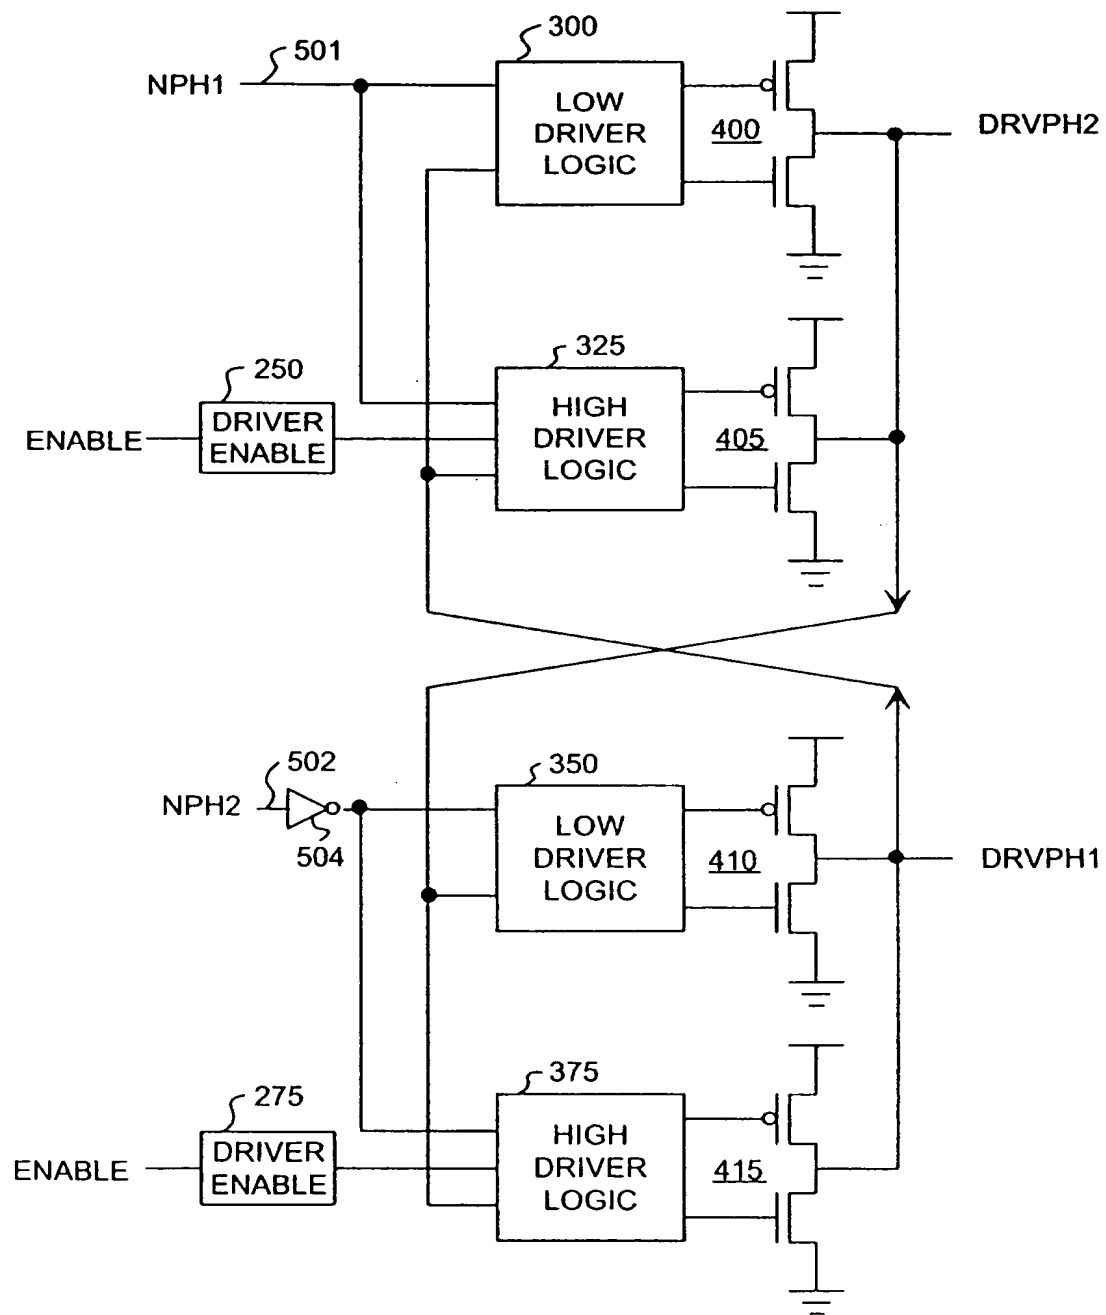 300
501
NPH1
LOW
DRIVER
LOGIC
400
DRVPH2
325
250
HIGH
DRIVER
LOGIC
405
ENABLE
DRIVER
ENABLE
502
350
NPH2
504
LOW
DRIVER
LOGIC
410
DRVPH1
375
275
HIGH
DRIVER
LOGIC
415
ENABLE
DRIVER
ENABLE